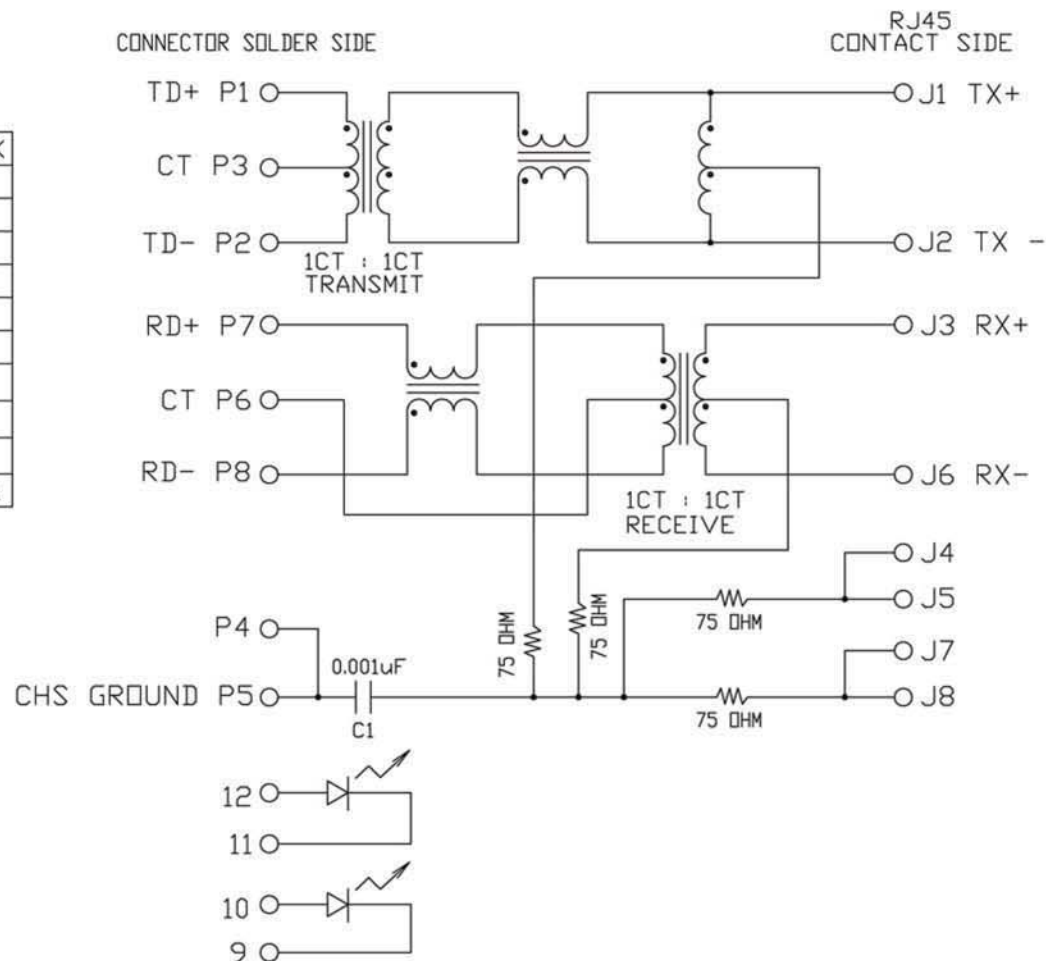 RJ45
CONNECTOR SOLDER SIDE
CONTACT SIDE
TD+ P1
J1 TX+
CT P3
TD- P2
J2 TX -
1CT : 1CT
TRANSMIT
RD+ P7
J3 RX+
CT P6
RD- P8
J6 RX-
1CT : 1CT
RECEIVE
J4
J5
75 OHM
75 OHM
75 OHM
P4
J7
0.001uF
CHS GROUND P5
J8
C1
75 OHM
12
11
10
9